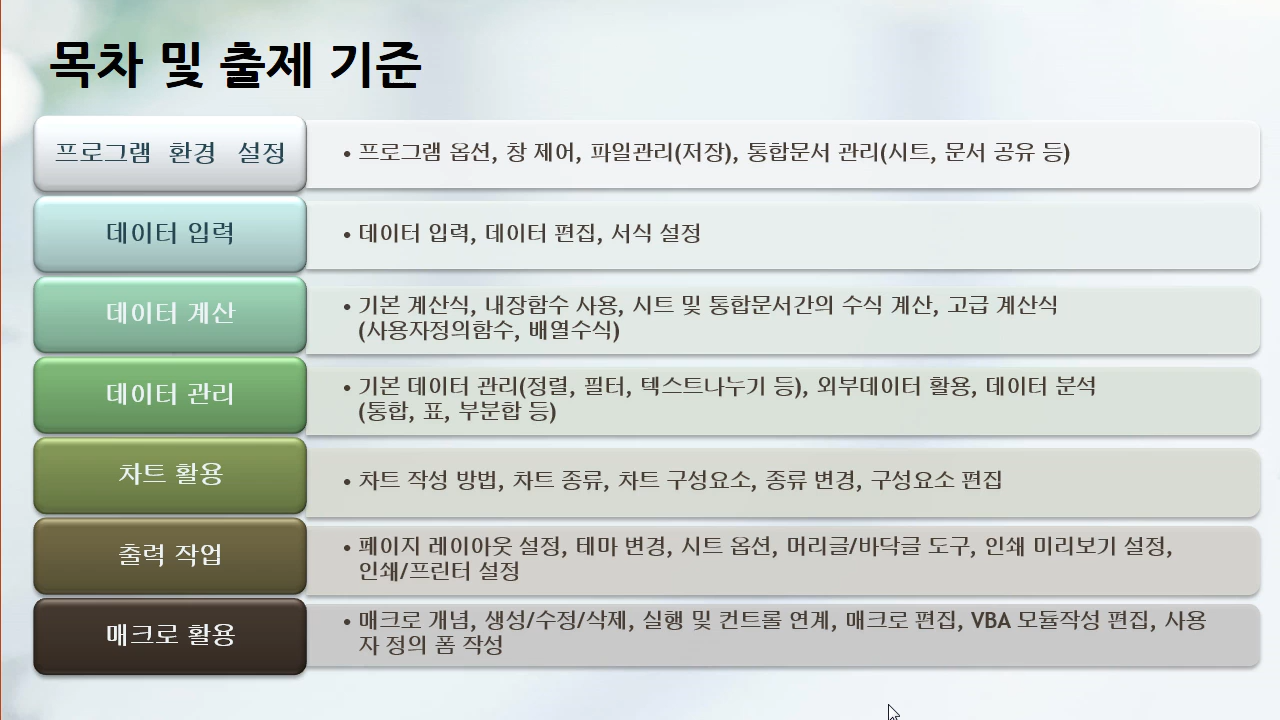 목차 및 출제 기준
프로그램 환경 설정
• 프로그램 옵션, 창 제어, 파일관리(저장), 통합문서 관리(시트, 문서 공유 등)
데이터 입력
• 데이터 입력, 데이터 편집, 서식 설정
데이터 계산
• 기본 계산식, 내장함수 사용, 시트 및 통합문서간의 수식 계산, 고급 계산식
(사용자정의함수, 배열수식)
데이터 관리
• 기본 데이터 관리(정렬, 필터, 텍스트나누기 등), 외부데이터 활용, 데이터 분석
(통합, 표, 부분합 등)
차트 활용
• 차트 작성 방법, 차트 종류, 차트 구성요소, 종류 변경, 구성요소 편집
출력 작업
• 페이지 레이아웃 설정, 테마 변경, 시트 옵션, 머리글/바닥글 도구, 인쇄 미리보기 설정,
인쇄/프린터 설정
매크로 활용
• 매크로 개념, 생성/수정/삭제, 실행 및 컨트롤 연계, 매크로 편집, VBA 모듈작성 편집, 사용
자 정의 폼 작성